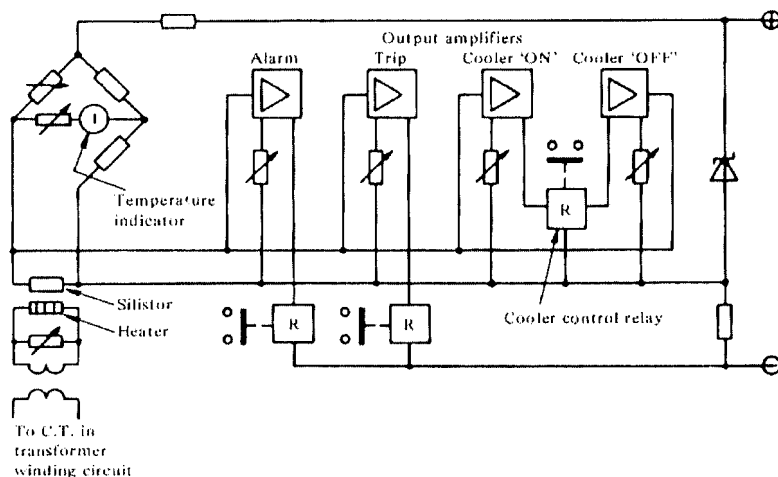 Output amplifiers
Alarm
Trip
Cooler 'ON'
Cooler 'OFF'
I
Temperature
indicator
R
Silistor
Heater
R
R
Cooler control relay
To C.T. in
transformer
winding circuit